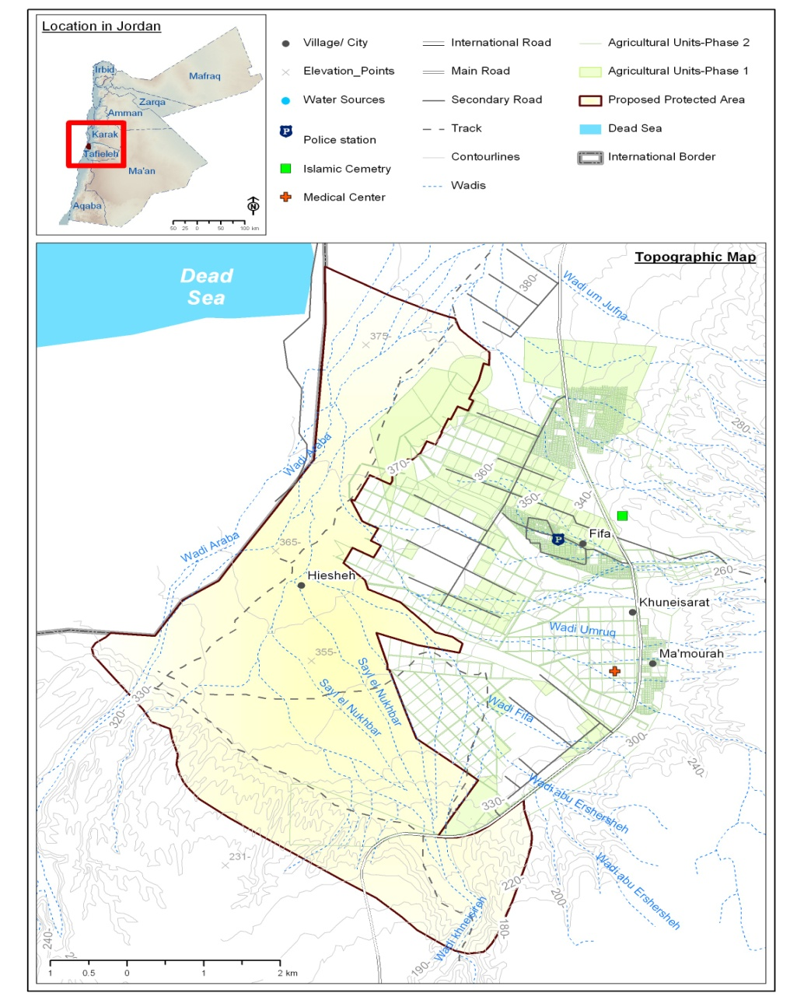 Location in Jordan
Irbid
Mafraq
Zarqa
Amman
Karak
Tafieleh
Ma'an
Aqaba
N
50 25 0 50 100 km
Village/ City
Elevation_Points
Water Sources
P
Police station
Islamic Cemetry
Medical Center
International Road
Main Road
Secondary Road
Track
Contourlines
Wadis
Agricultural Units-Phase 2
Agricultural Units-Phase 1
Proposed Protected Area
Dead Sea
International Border
Topographic Map
Dead
Sea
380-
Wadi um Jufna
375-
280-
Wadi Araba
370-
360-
350-
340-
P
Fifa
Wadi Araba
365-
260-
Hiesheh
Khuneisarat
Wadi Umruq
355-
Ma'mourah
Sayl el Nukhbar
Sayl el Nukhbar
330-
320-
Wadi Fifa
300-
240-
330-
Wadi abu Ershersheh
231-
Wadi abu Ershersheh
220-
200-
180-
Wadi khneisireh
190-
240-
1 0.5 0 1 2 km